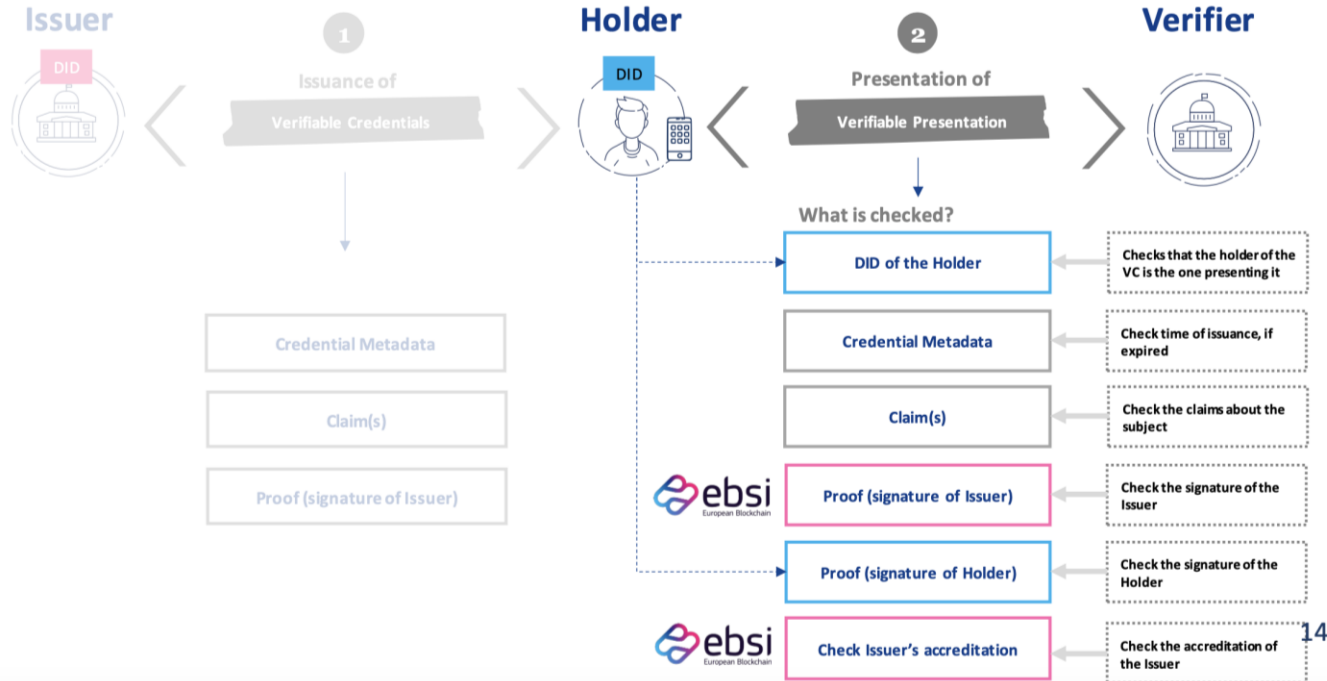 Issuer
Holder
Verifier
DID
1
Issuance of
Verifiable Credentials
DID
2
Presentation of
Verifiable Presentation
What is checked?
DID of the Holder
Checks that the holder of the
VC is the one presenting it
Credential Metadata
Credential Metadata
Check time of issuance, if
expired
Claim(s)
Claim(s)
Check the claims about the
subject
Proof (signature of Issuer)
ebsi
European Blockchain
Proof (signature of Issuer)
Check the signature of the
Issuer
Proof (signature of Holder)
Check the signature of the
Holder
ebsi
European Blockchain
Check Issuer's accreditation
Check the accreditation of
the Issuer
14